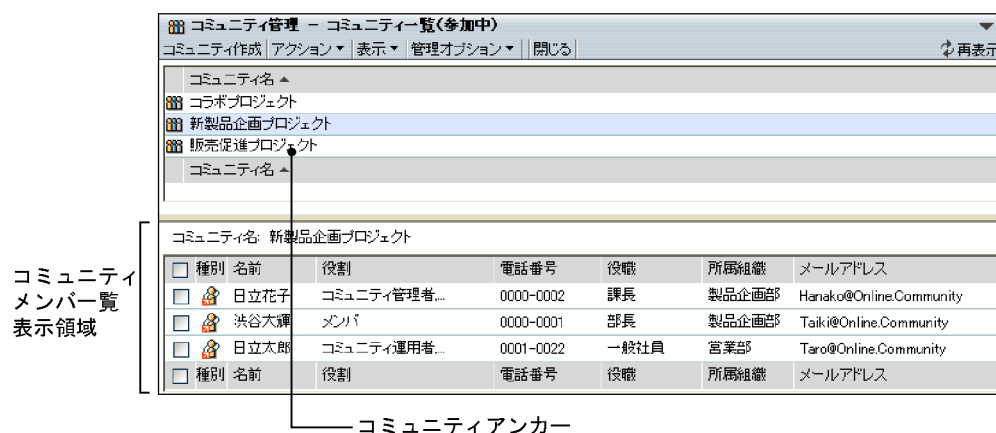 コミュニティ管理 － コミュニティ一覧(参加中)
コミュニティ作成 アクション▼ 表示▼ 管理オプション▼ 閉じる 再表示
コミュニティ名 ▲
コラボプロジェクト
新製品企画プロジェクト
販売促進プロジェクト
コミュニティ名 ▲
コミュニティ名: 新製品企画プロジェクト
種別 名前 役割 電話番号 役職 所属組織 メールアドレス
日立花子 コミュニティ管理者,... 0000-0002 課長 製品企画部 Hanako@Online.Community
渋谷大輝 メンバ 0000-0001 部長 製品企画部 Taiki@Online.Community
日立太郎 コミュニティ運用者,... 0001-0022 一般社員 営業部 Taro@Online.Community
種別 名前 役割 電話番号 役職 所属組織 メールアドレス
コミュニティ
メンバ一覧
表示領域
コミュニティアンカー